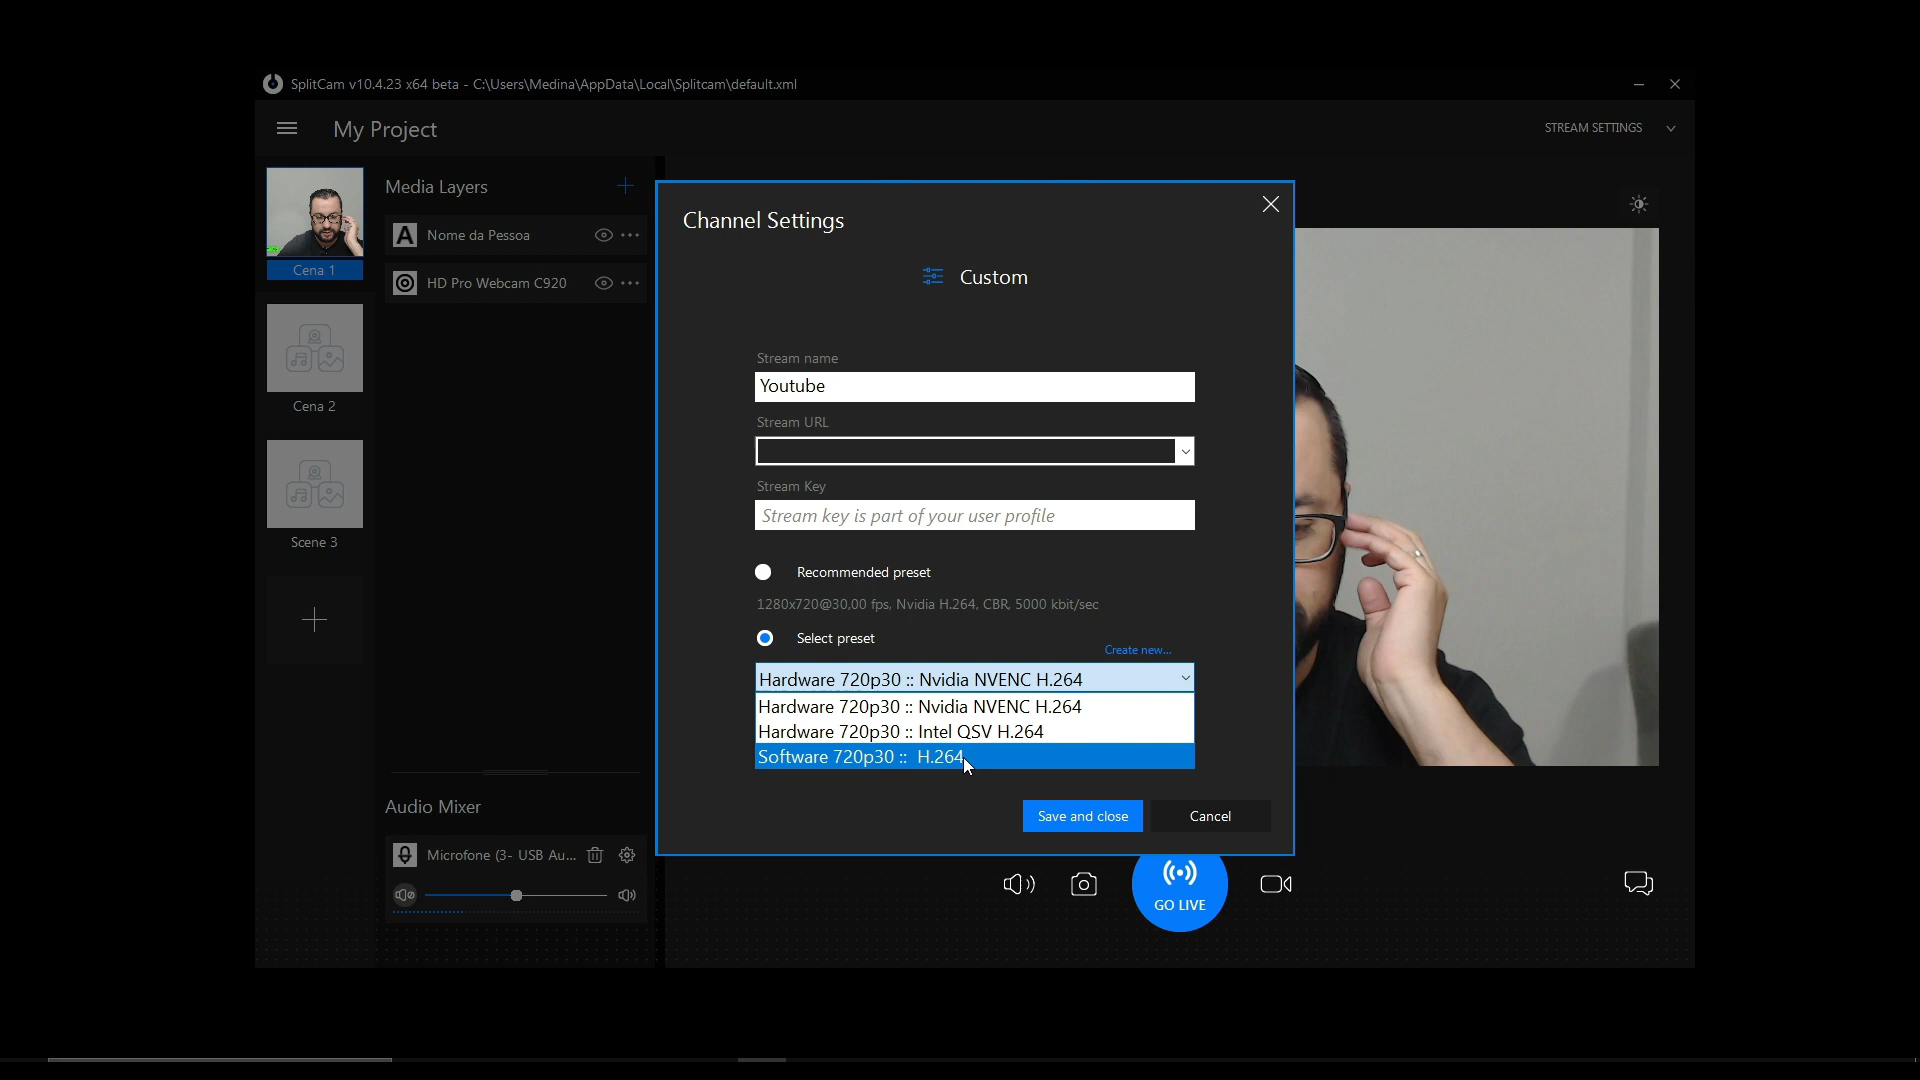 SplitCam v10.4.23 x64 beta - C:\Users\Medina\AppData\Local\Splitcam\default.xml
My Project
STREAM SETTINGS
Media Layers
Nome da Pessoa
HD Pro Webcam C920
Cena 1
Cena 2
Scene 3
Channel Settings
Custom
Stream name
Youtube
Stream URL
Stream Key
Stream key is part of your user profile
Recommended preset
1280x720@30,00 fps, Nvidia H.264, CBR, 5000 kbit/sec
Select preset
Create new...
Hardware 720p30 :: Nvidia NVENC H.264
Hardware 720p30 :: Nvidia NVENC H.264
Hardware 720p30 :: Intel QSV H.264
Software 720p30 :: H.264
Save and close
Cancel
Audio Mixer
Microfone (3- USB Au...
GO LIVE